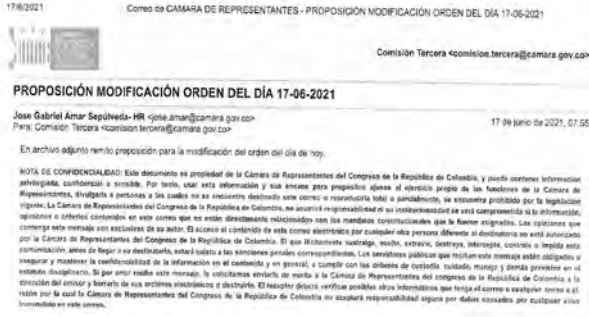 17/6/2021 Correo de CAMARA DE REPRESENTANTES - PROPOSICIÓN MODIFICACIÓN ORDEN DEL DÍA 17-06-2021
Comisión Tercera <comision.tercera@camara.gov.co>
PROPOSICIÓN MODIFICACIÓN ORDEN DEL DÍA 17-06-2021
Jose Gabriel Amar Sepúlveda- HR <jose.amar@camara.gov.co> 17 de junio de 2021, 07:55
Para: Comisión Tercera <comision.tercera@camara.gov.co>
En archivo adjunto remito proposición para la modificación del orden del día de hoy.
NOTA DE CONFIDENCIALIDAD: Este documento es propiedad de la Cámara de Representantes del Congreso de la República de Colombia, y puede contener información
privilegiada, confidencial o sensible. Por tanto, usar esta información y sus anexos para propósitos ajenos al ejercicio propio de las funciones de la Cámara de
Representantes, divulgarla a personas a las cuales no se encuentre destinado este correo o reproducirla total o parcialmente, se encuentra prohibido por la legislación
vigente. La Cámara de Representantes del Congreso de la República de Colombia, no asumirá responsabilidad ni su institucionalidad se verá comprometida si la información,
opiniones o criterios contenidos en este correo que no están directamente relacionados con los mandatos constitucionales que le fueron asignados. Las opiniones que
contenga este mensaje son exclusivas de su autor. El acceso al contenido de este correo electrónico por cualquier otra persona diferente al destinatario no está autorizado
por la Cámara de Representantes del Congreso de la República de Colombia. El que ilícitamente sustraiga, oculte, extravíe, destruya, intercepte, controle o impida esta
comunicación, antes de llegar a su destinatario, estará sujeto a las sanciones penales correspondientes. Los servidores públicos que reciban este mensaje están obligados a
asegurar y mantener la confidencialidad de la información en él contenida y en general, a cumplir con los deberes de custodia, cuidado, manejo y demás previstos en el
estatuto disciplinario. Si por error recibe este mensaje, le solicitamos enviarlo de vuelta a la Cámara de Representantes del congreso de la República de Colombia a la
dirección del emisor y borrarlo de sus archivos electrónicos o destruirlo. El receptor deberá verificar posibles virus informáticos que tenga el correo o cualquier anexo a él,
razón por la cual la Cámara de Representantes del Congreso de la República de Colombia no aceptará responsabilidad alguna por daños causados por cualquier virus
transmitido en este correo.